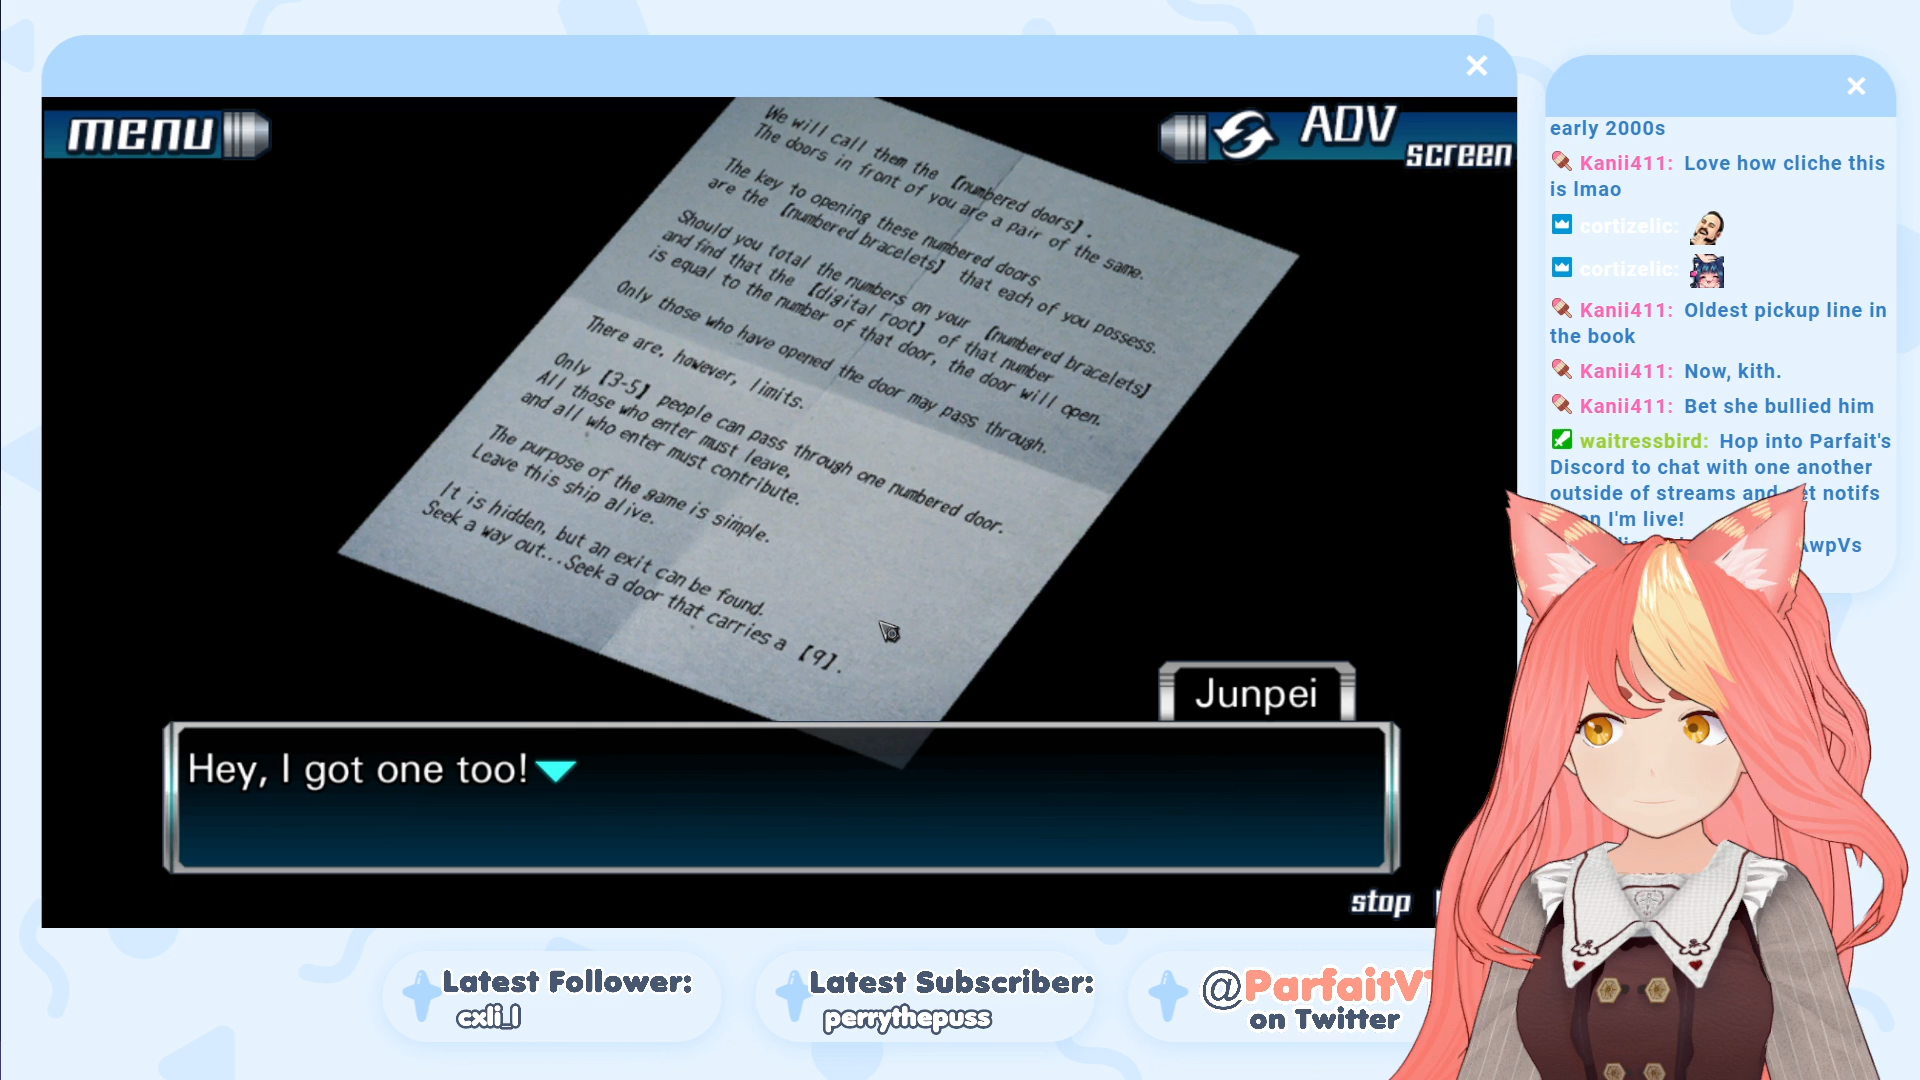 menu
ADV
screen
We will call them the 【numbered doors】.
The doors in front of you are a pair of the same.
The key to opening these numbered doors
are the 【numbered bracelets】 that each of you possess.
Should you total the numbers on your 【numbered bracelets】
and find that the 【digital root】 of that number
is equal to the number of that door, the door will open.
Only those who have opened the door may pass through.
There are, however, limits.
Only 【3-5】 people can pass through one numbered door.
All those who enter must leave,
and all who enter must contribute.
The purpose of the game is simple.
Leave this ship alive.
It is hidden, but an exit can be found.
Seek a way out...Seek a door that carries a 【9】.
Junpei
Hey, I got one too!
stop
early 2000s
Kanii411: Love how cliche this
is lmao
cortizelic:
cortizelic:
Kanii411: Oldest pickup line in
the book
Kanii411: Now, kith.
Kanii411: Bet she bullied him
waitressbird: Hop into Parfait's
Discord to chat with one another
outside of streams and notifs
I'm live!
Latest Follower:
cxli_l
Latest Subscriber:
perrythepuss
@ParfaitV
on Twitter